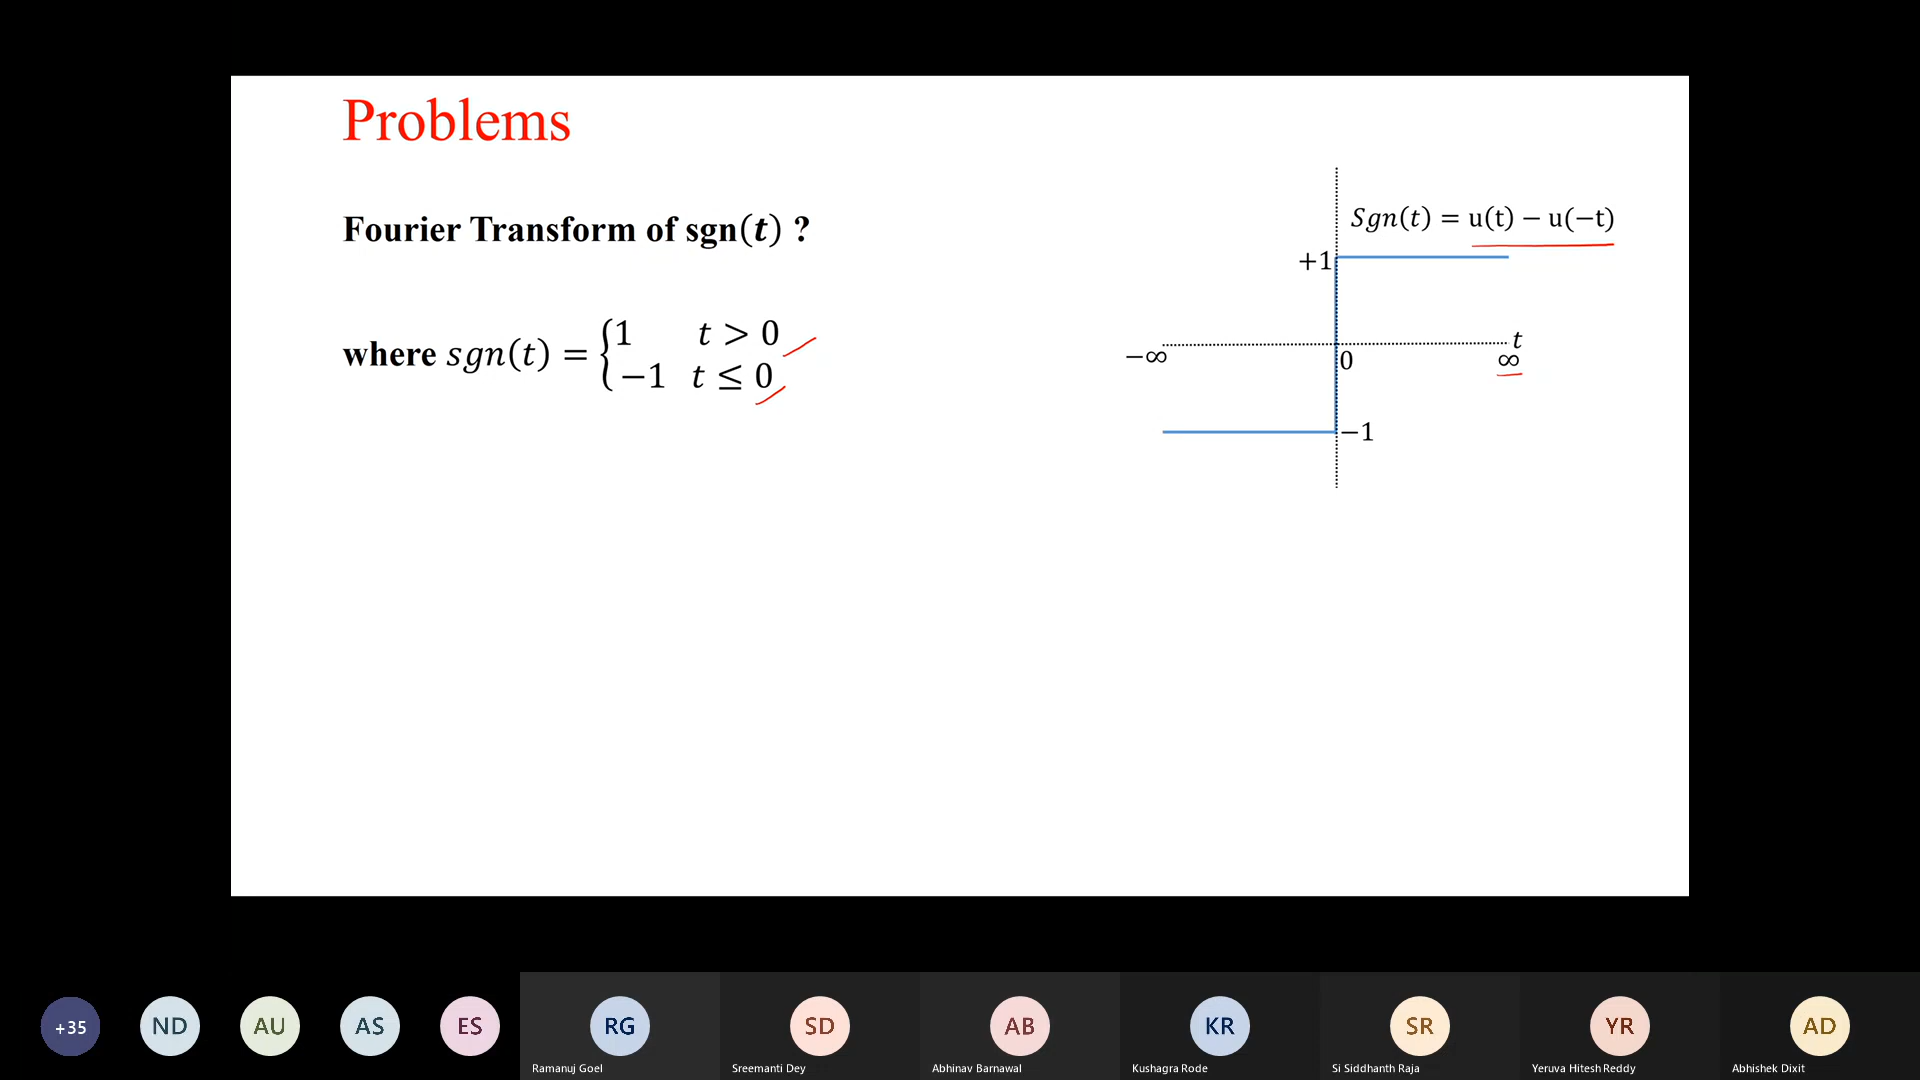 Problems
Fourier Transform of sgn(t) ?
where sgn(t) = {1 t > 0
−1 t ≤ 0
Sgn(t) = u(t) − u(−t)
+1
t
−∞
0
∞
−1
+35
ND
AU
AS
ES
RG
SD
AB
KR
SR
YR
AD
Ramanuj Goel
Sreemanti Dey
Abhinav Barnawal
Kushagra Rode
Si Siddhanth Raja
Yeruva Hitesh Reddy
Abhishek Dixit